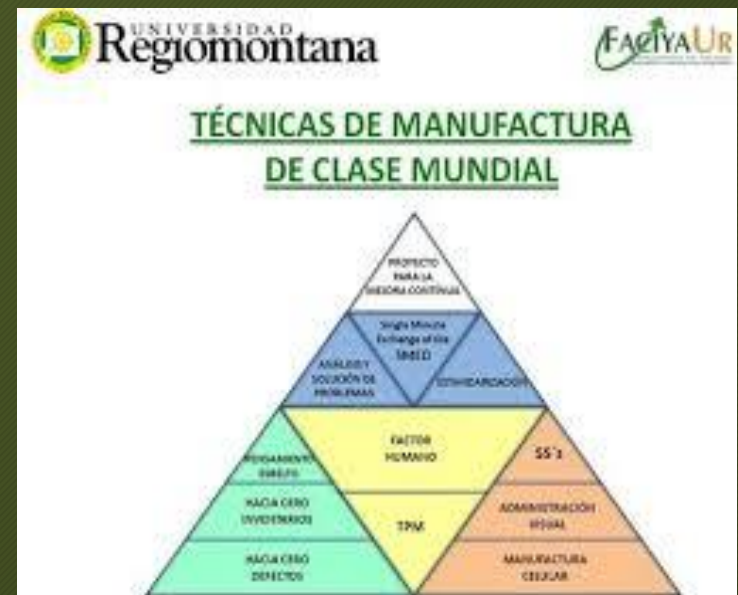 UNIVERSIDAD
Regiomontana
FACIYAUR
TÉCNICAS DE MANUFACTURA
DE CLASE MUNDIAL
PROYECTO
PARA LA
MEJORA CONTINUA
Single Minute
Exchange of Die
SMED
ANÁLISIS Y
SOLUCIÓN DE
PROBLEMAS
ESTANDARIZACIÓN
FACTOR
HUMANO
5S's
PENSAMIENTO
ESBELTO
HACIA CERO
INVENTARIOS
TPM
ADMINISTRACIÓN
VISUAL
HACIA CERO
DEFECTOS
MANUFACTURA
CELULAR